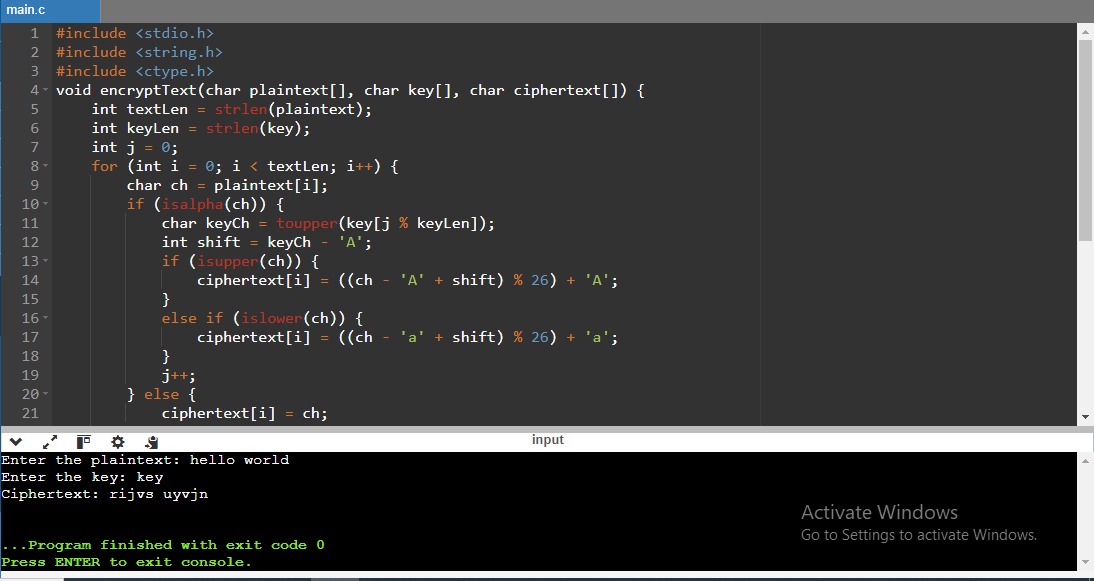 main.c
1 #include <stdio.h>
2 #include <string.h>
3 #include <ctype.h>
4 void encryptText(char plaintext[], char key[], char ciphertext[]) {
5     int textLen = strlen(plaintext);
6     int keyLen = strlen(key);
7     int j = 0;
8     for (int i = 0; i < textLen; i++) {
9         char ch = plaintext[i];
10         if (isalpha(ch)) {
11             char keyCh = toupper(key[j % keyLen]);
12             int shift = keyCh - 'A';
13             if (isupper(ch)) {
14                 ciphertext[i] = ((ch - 'A' + shift) % 26) + 'A';
15             }
16             else if (islower(ch)) {
17                 ciphertext[i] = ((ch - 'a' + shift) % 26) + 'a';
18             }
19             j++;
20         } else {
21             ciphertext[i] = ch;
input
Enter the plaintext: hello world
Enter the key: key
Ciphertext: rijvs uyvjn
...Program finished with exit code 0
Press ENTER to exit console.
Activate Windows
Go to Settings to activate Windows.